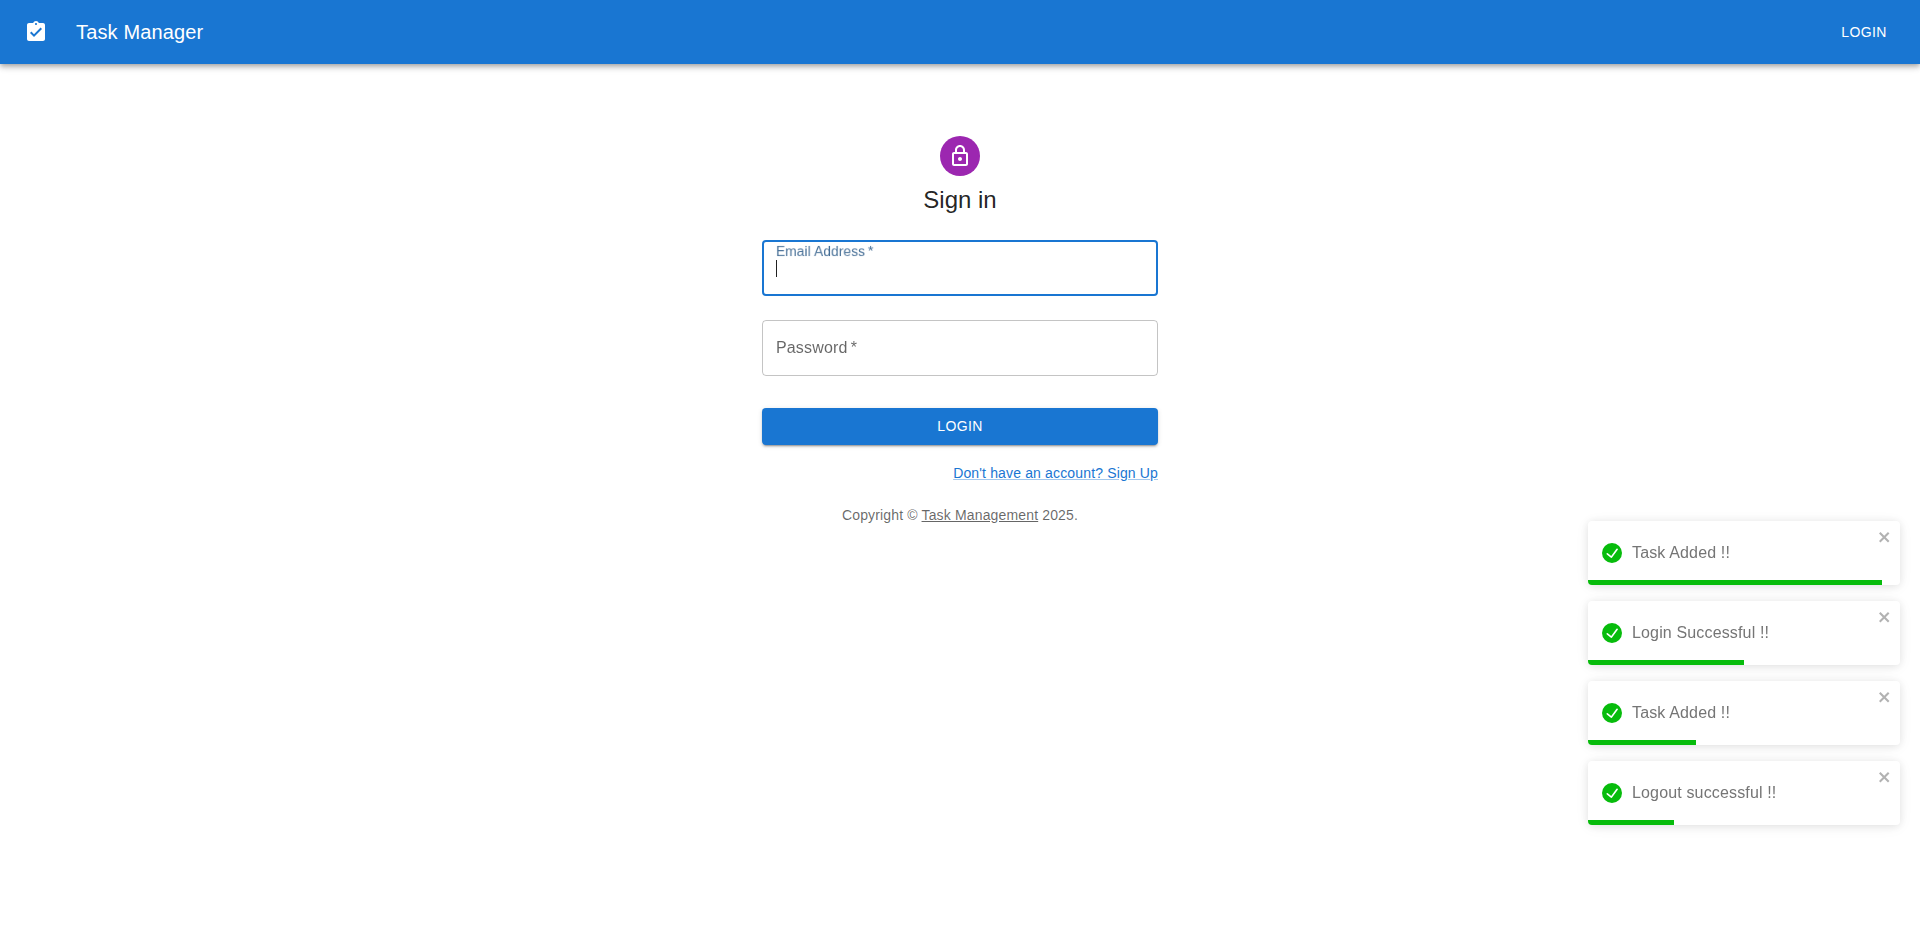 Task Manager
LOGIN
Sign in
Email Address *
Password *
LOGIN
Don't have an account? Sign Up
Copyright © Task Management 2025.
Task Added !!
Login Successful !!
Task Added !!
Logout successful !!